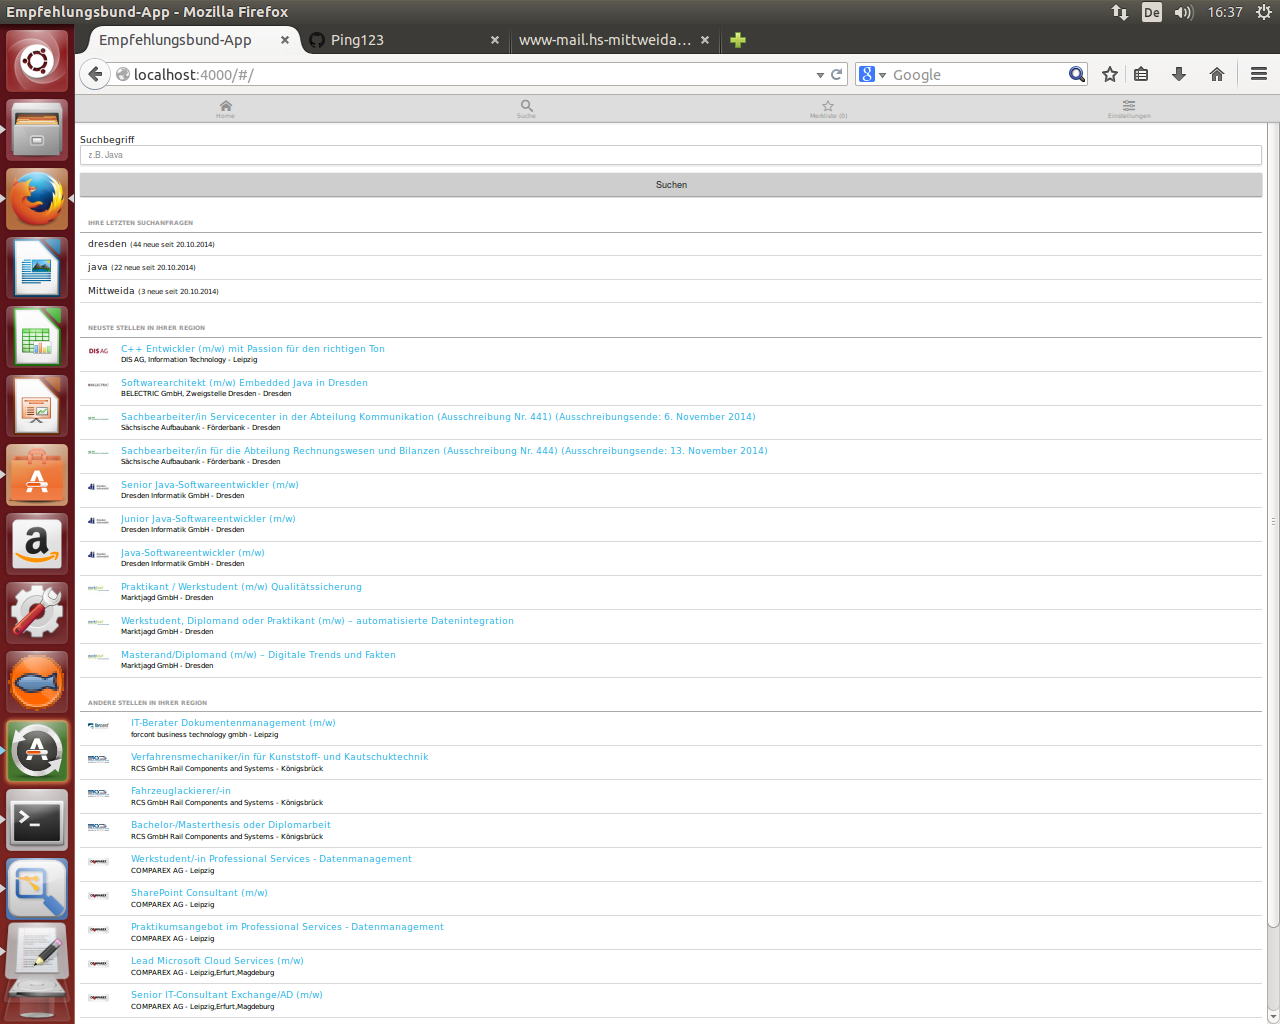 Empfehlungsbund-App - Mozilla Firefox
De
16:37
Empfehlungsbund-App
Ping123
www-mail.hs-mittweida...
localhost:4000/#/
Google
Home
Suche
Merkliste (0)
Einstellungen
Suchbegriff
z.B. Java
Suchen
IHRE LETZTEN SUCHANFRAGEN
dresden (44 neue seit 20.10.2014)
java (22 neue seit 20.10.2014)
Mittweida (3 neue seit 20.10.2014)
NEUSTE STELLEN IN IHRER REGION
DIS AG
C++ Entwickler (m/w) mit Passion für den richtigen Ton
DIS AG, Information Technology - Leipzig
BELECTRIC
Softwarearchitekt (m/w) Embedded Java in Dresden
BELECTRIC GmbH, Zweigstelle Dresden - Dresden
Sachbearbeiter/in Servicecenter in der Abteilung Kommunikation (Ausschreibung Nr. 441) (Ausschreibungsende: 6. November 2014)
Sächsische Aufbaubank - Förderbank - Dresden
Sachbearbeiter/in für die Abteilung Rechnungswesen und Bilanzen (Ausschreibung Nr. 444) (Ausschreibungsende: 13. November 2014)
Sächsische Aufbaubank - Förderbank - Dresden
Senior Java-Softwareentwickler (m/w)
Dresden Informatik GmbH - Dresden
Junior Java-Softwareentwickler (m/w)
Dresden Informatik GmbH - Dresden
Java-Softwareentwickler (m/w)
Dresden Informatik GmbH - Dresden
Praktikant / Werkstudent (m/w) Qualitätssicherung
Marktjagd GmbH - Dresden
Werkstudent, Diplomand oder Praktikant (m/w) – automatisierte Datenintegration
Marktjagd GmbH - Dresden
Masterand/Diplomand (m/w) – Digitale Trends und Fakten
Marktjagd GmbH - Dresden
ANDERE STELLEN IN IHRER REGION
forcont
IT-Berater Dokumentenmanagement (m/w)
forcont business technology gmbh - Leipzig
Verfahrensmechaniker/in für Kunststoff- und Kautschuktechnik
RCS GmbH Rail Components and Systems - Königsbrück
Fahrzeuglackierer/-in
RCS GmbH Rail Components and Systems - Königsbrück
Bachelor-/Masterthesis oder Diplomarbeit
RCS GmbH Rail Components and Systems - Königsbrück
COMPAREX
Werkstudent/-in Professional Services - Datenmanagement
COMPAREX AG - Leipzig
COMPAREX
SharePoint Consultant (m/w)
COMPAREX AG - Leipzig
COMPAREX
Praktikumsangebot im Professional Services - Datenmanagement
COMPAREX AG - Leipzig
COMPAREX
Lead Microsoft Cloud Services (m/w)
COMPAREX AG - Leipzig,Erfurt,Magdeburg
COMPAREX
Senior IT-Consultant Exchange/AD (m/w)
COMPAREX AG - Leipzig,Erfurt,Magdeburg